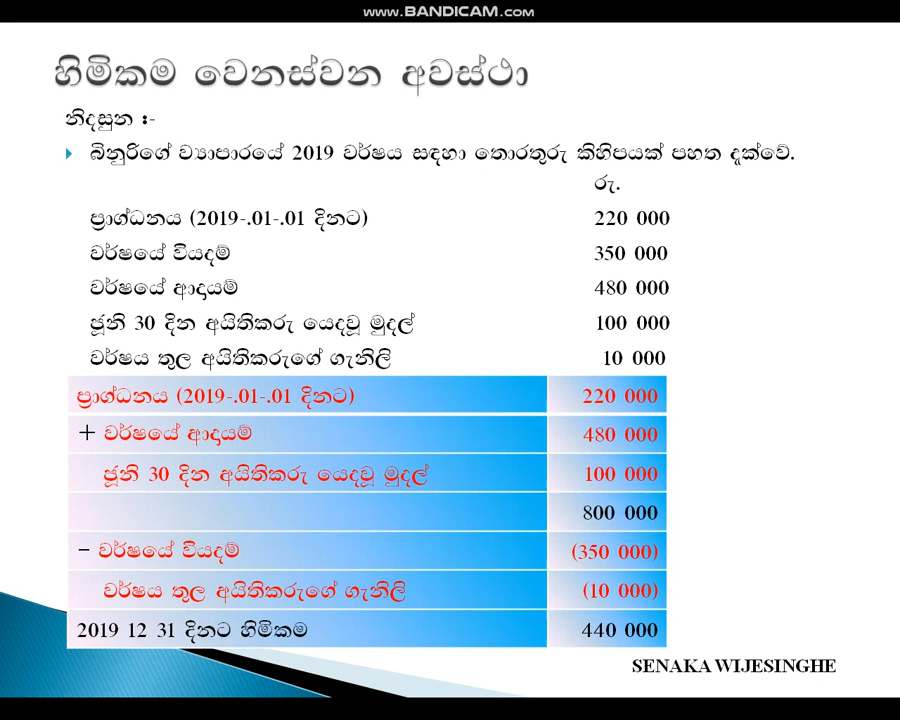 www.BANDICAM.com
හිමිකම වෙනස්වන අවස්ථා
නිදසුන :-
බිනුරිගේ ව්‍යාපාරයේ 2019 වර්ෂය සඳහා තොරතුරු කිහිපයක් පහත දැක්වේ.
රු.
ප්‍රාග්ධනය (2019-.01-.01 දිනට) 220 000
වර්ෂයේ වියදම් 350 000
වර්ෂයේ ආදායම් 480 000
ජූනි 30 දින අයිතිකරු යෙදවූ මුදල් 100 000
වර්ෂය තුල අයිතිකරුගේ ගැනිලි 10 000
ප්‍රාග්ධනය (2019-.01-.01 දිනට) 220 000
+ වර්ෂයේ ආදායම් 480 000
ජූනි 30 දින අයිතිකරු යෙදවූ මුදල් 100 000
800 000
- වර්ෂයේ වියදම් (350 000)
වර්ෂය තුල අයිතිකරුගේ ගැනිලි (10 000)
2019 12 31 දිනට හිමිකම 440 000
SENAKA WIJESINGHE